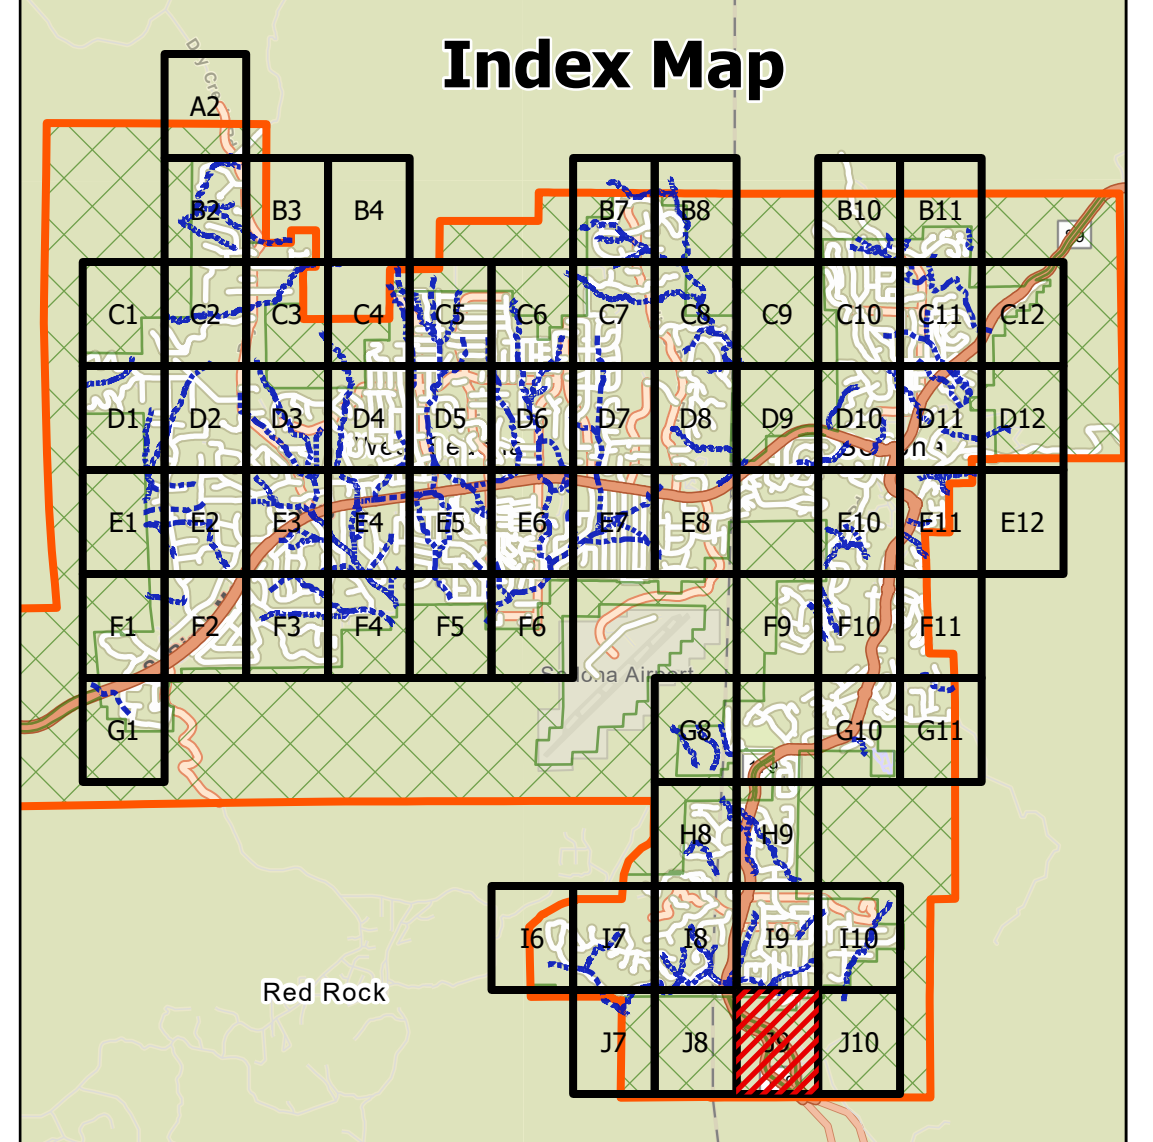 Index Map
A2
B2 B3 B4 B7 B8 B10 B11
C1 C2 C3 C4 C5 C6 C7 C8 C9 C10 C11 C12
D1 D2 D3 D4 D5 D6 D7 D8 D9 D10 D11 D12
E1 E2 E3 E4 E5 E6 E7 E8 E10 E11 E12
F1 F2 F3 F4 F5 F6 F9 F10 F11
Sedona Airport
G1 G8 G10 G11
H8 H9
I6 I7 I8 I9 I10
Red Rock
J7 J8 J9 J10